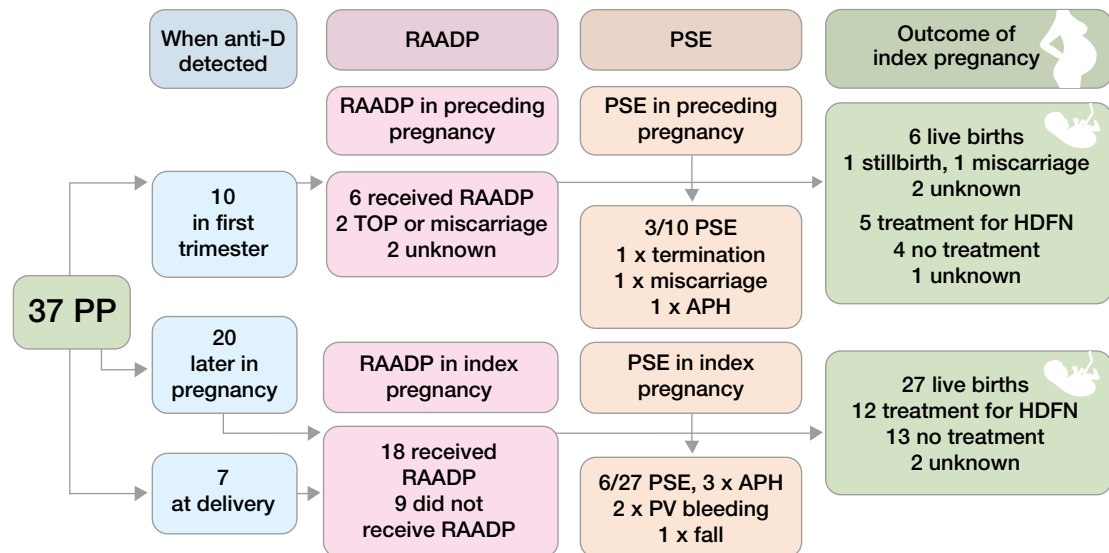 When anti-D
detected
RAADP
PSE
Outcome of
index pregnancy
RAADP in preceding
pregnancy
PSE in preceding
pregnancy
10
in first
trimester
6 received RAADP
2 TOP or miscarriage
2 unknown
3/10 PSE
1 x termination
1 x miscarriage
1 x APH
6 live births
1 stillbirth, 1 miscarriage
2 unknown
5 treatment for HDFN
4 no treatment
1 unknown
37 PP
20
later in
pregnancy
RAADP in index
pregnancy
PSE in index
pregnancy
7
at delivery
18 received
RAADP
9 did not
receive RAADP
6/27 PSE, 3 x APH
2 x PV bleeding
1 x fall
27 live births
12 treatment for HDFN
13 no treatment
2 unknown